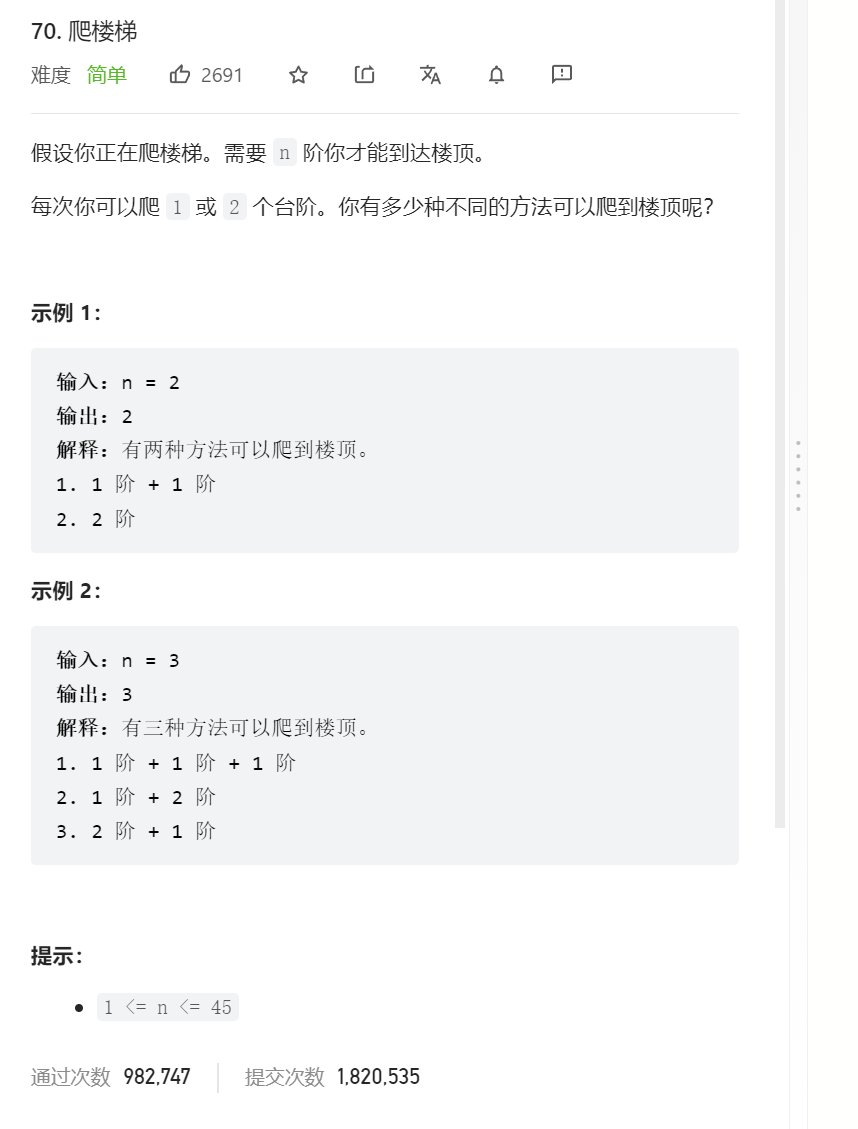 70. 爬楼梯
难度 简单 2691
假设你正在爬楼梯。需要 n 阶你才能到达楼顶。
每次你可以爬 1 或 2 个台阶。你有多少种不同的方法可以爬到楼顶呢？
示例 1：
输入：n = 2
输出：2
解释：有两种方法可以爬到楼顶。
1. 1 阶 + 1 阶
2. 2 阶
示例 2：
输入：n = 3
输出：3
解释：有三种方法可以爬到楼顶。
1. 1 阶 + 1 阶 + 1 阶
2. 1 阶 + 2 阶
3. 2 阶 + 1 阶
提示：
• 1 <= n <= 45
通过次数 982,747 提交次数 1,820,535